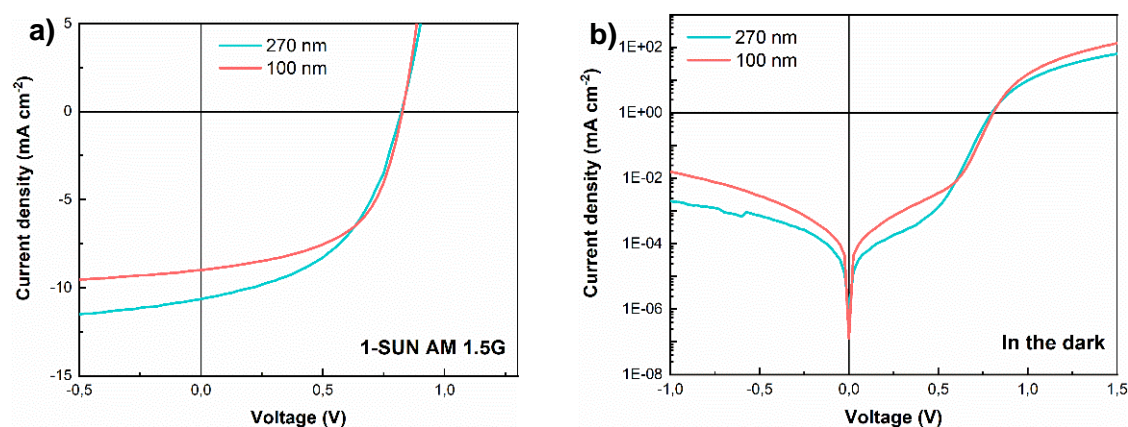 a)
270 nm
100 nm
5
0
-5
-10
-15
Current density (mA cm⁻²)
1-SUN AM 1.5G
-0,5 0,0 0,5 1,0
Voltage (V)
b)
270 nm
100 nm
1E+02
1E+00
1E-02
1E-04
1E-06
1E-08
Current density (mA cm⁻²)
In the dark
-1,0 -0,5 0,0 0,5 1,0 1,5
Voltage (V)